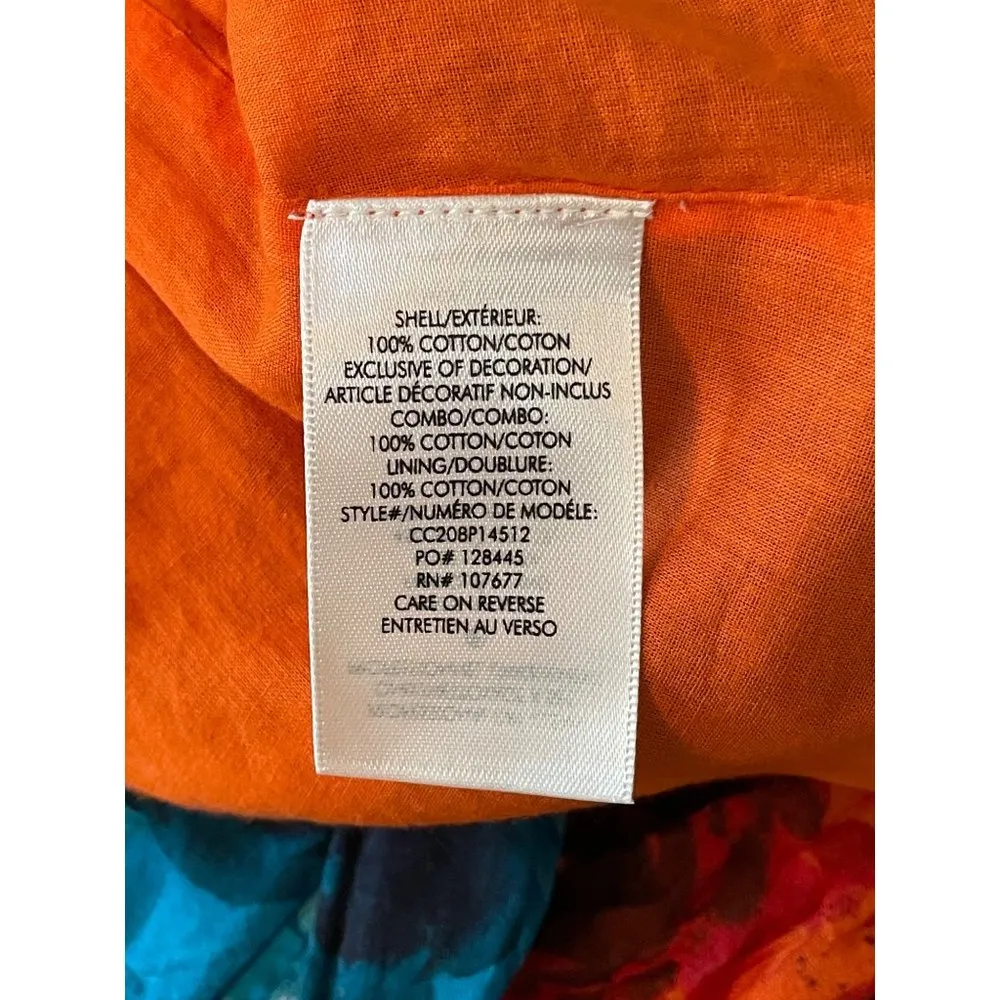 SHELL/EXTÉRIEUR:
100% COTTON/COTON
EXCLUSIVE OF DECORATION/
ARTICLE DÉCORATIF NON-INCLUS
COMBO/COMBO:
100% COTTON/COTON
LINING/DOUBLURE:
100% COTTON/COTON
STYLE#/NUMÉRO DE MODÉLE:
CC208P14512
PO# 128445
RN# 107677
CARE ON REVERSE
ENTRETIEN AU VERSO